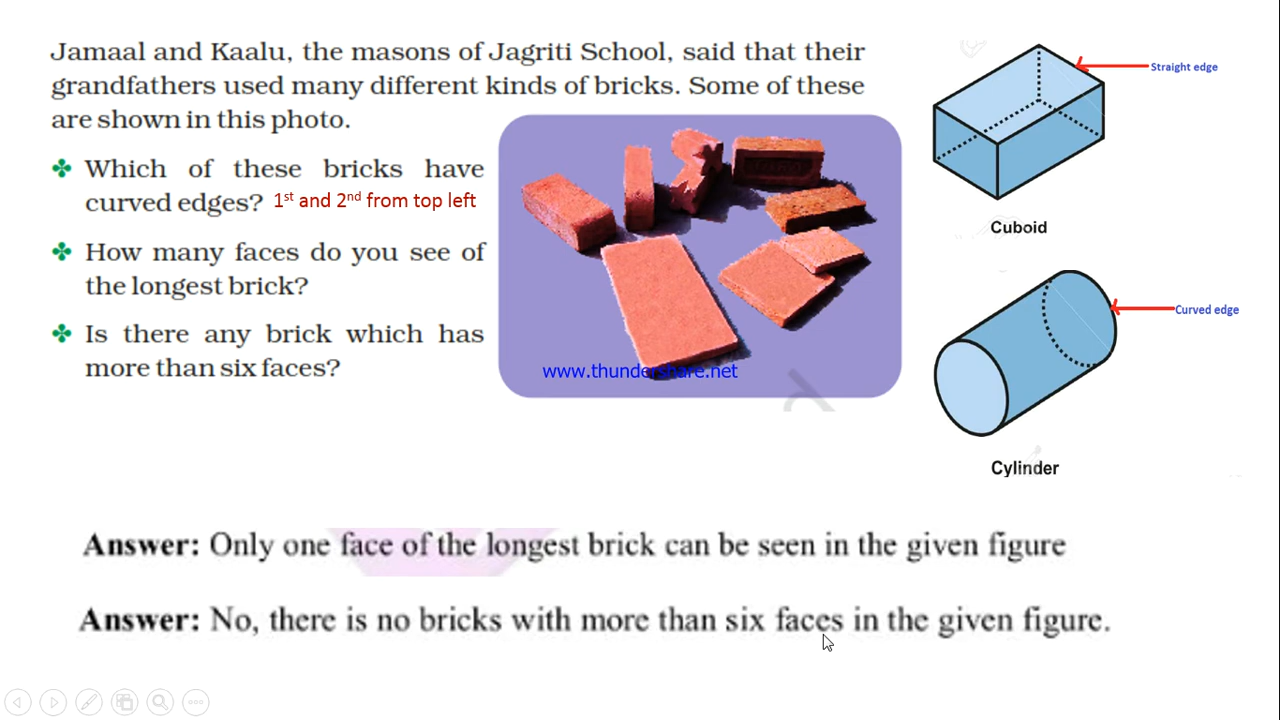 Jamaal and Kaalu, the masons of Jagriti School, said that their
grandfathers used many different kinds of bricks. Some of these
are shown in this photo.
Which of these bricks have
curved edges? 1st and 2nd from top left
How many faces do you see of
the longest brick?
Is there any brick which has
more than six faces?
www.thundershare.net
Straight edge
Cuboid
Curved edge
Cylinder
Answer: Only one face of the longest brick can be seen in the given figure
Answer: No, there is no bricks with more than six faces in the given figure.